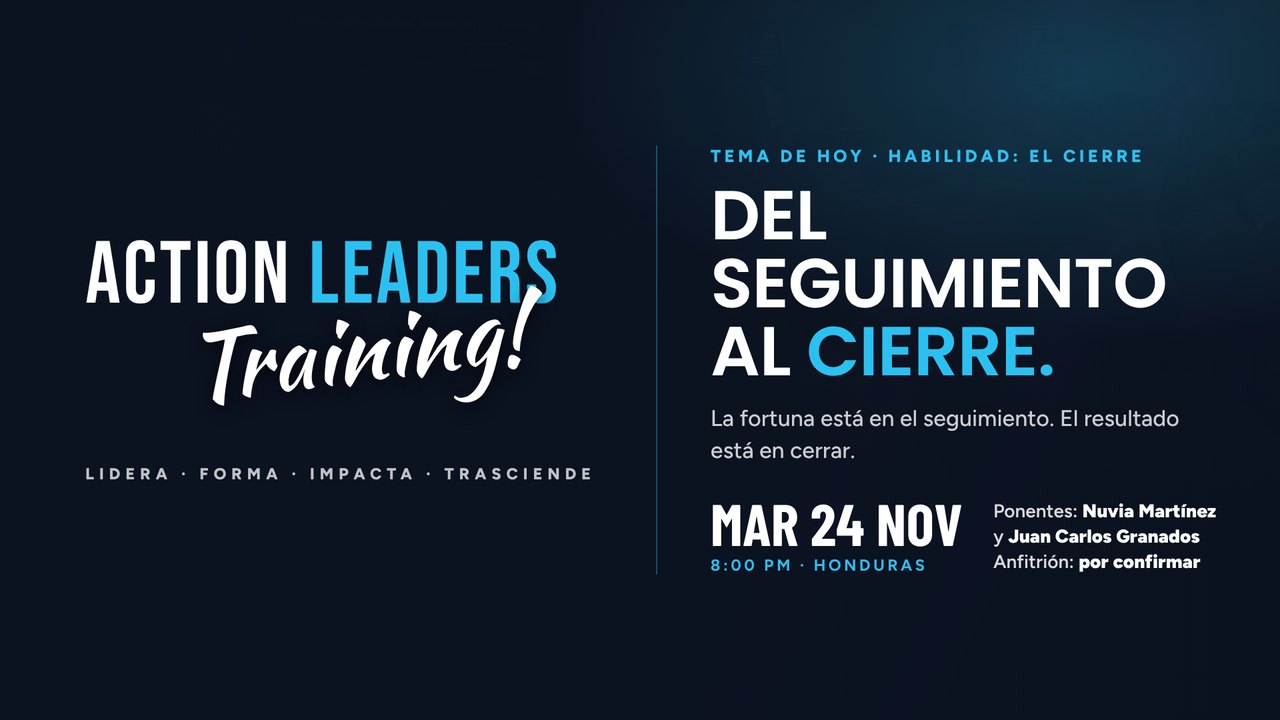 ACTION LEADERS
Training!
LIDERA · FORMA · IMPACTA · TRASCIENDE
TEMA DE HOY · HABILIDAD: EL CIERRE
DEL
SEGUIMIENTO
AL CIERRE.
La fortuna está en el seguimiento. El resultado
está en cerrar.
MAR 24 NOV
8:00 PM · HONDURAS
Ponentes: Nuvia Martínez
y Juan Carlos Granados
Anfitrión: por confirmar